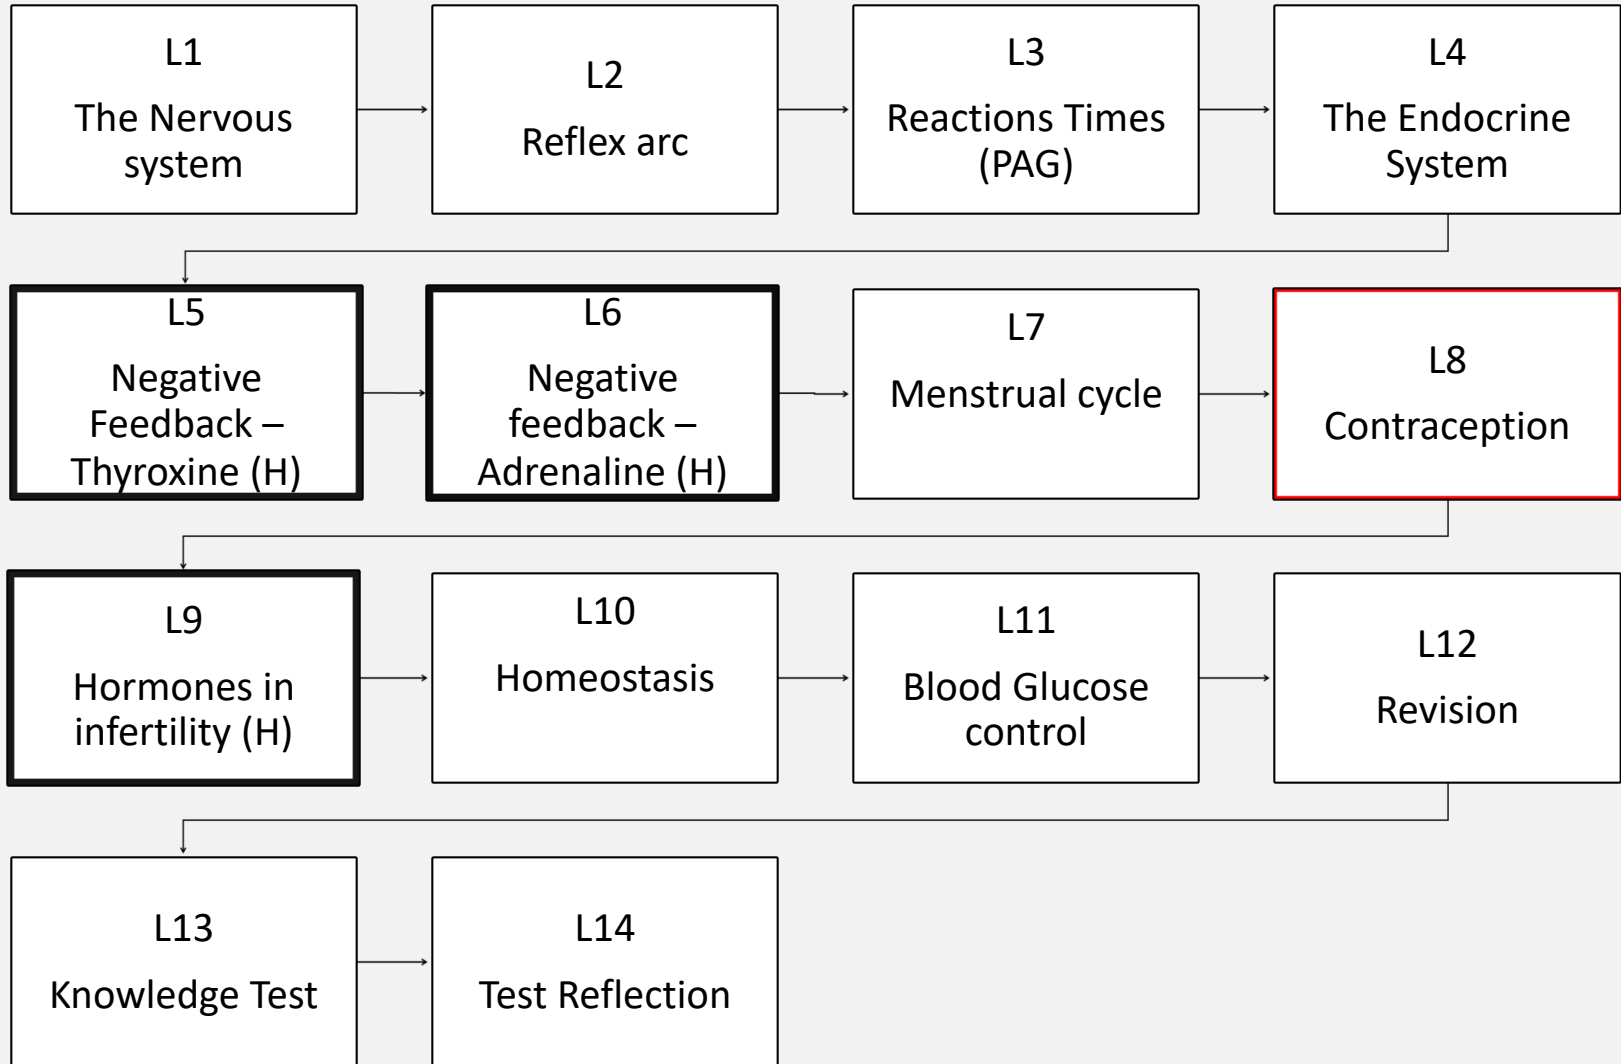 L1
The Nervous
system
L2
Reflex arc
L3
Reactions Times
(PAG)
L4
The Endocrine
System
L5
Negative
Feedback –
Thyroxine (H)
L6
Negative
feedback –
Adrenaline (H)
L7
Menstrual cycle
L8
Contraception
L9
Hormones in
infertility (H)
L10
Homeostasis
L11
Blood Glucose
control
L12
Revision
L13
Knowledge Test
L14
Test Reflection